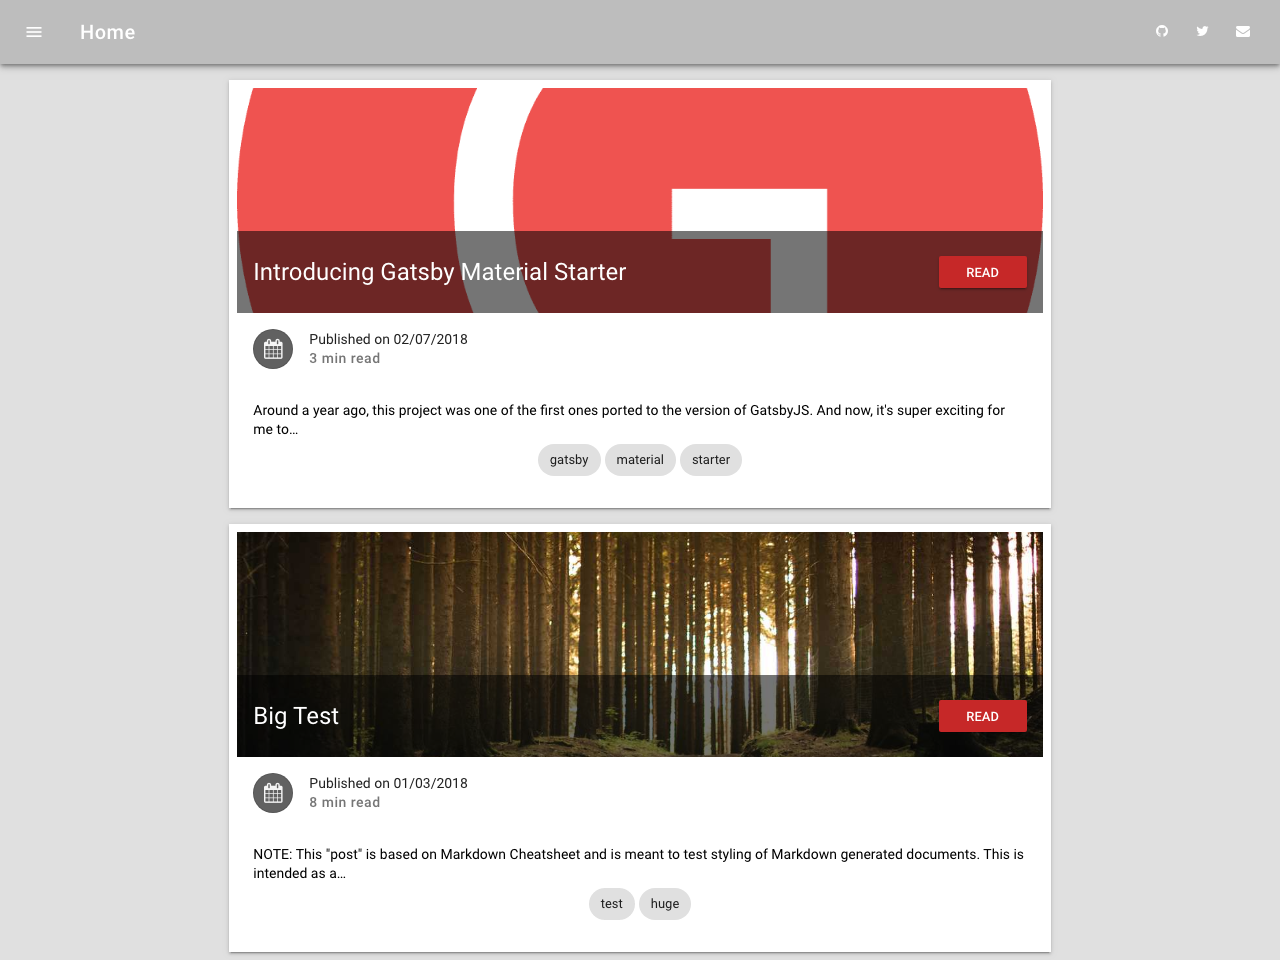 Home
Introducing Gatsby Material Starter
READ
Published on 02/07/2018
3 min read
Around a year ago, this project was one of the first ones ported to the version of GatsbyJS. And now, it's super exciting for
me to…
gatsby material starter
Big Test
READ
Published on 01/03/2018
8 min read
NOTE: This "post" is based on Markdown Cheatsheet and is meant to test styling of Markdown generated documents. This is
intended as a…
test huge